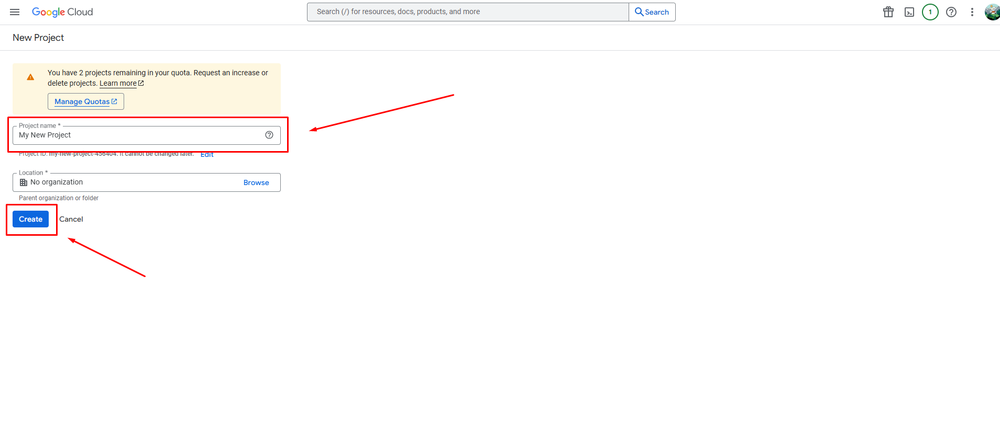 Google Cloud
Search (/) for resources, docs, products, and more
Search
1
New Project
You have 2 projects remaining in your quota. Request an increase or
delete projects. Learn more
Manage Quotas
Project name *
My New Project
Project ID: my-new-project-456404. It cannot be changed later. Edit
Location *
No organization
Browse
Parent organization or folder
Create
Cancel